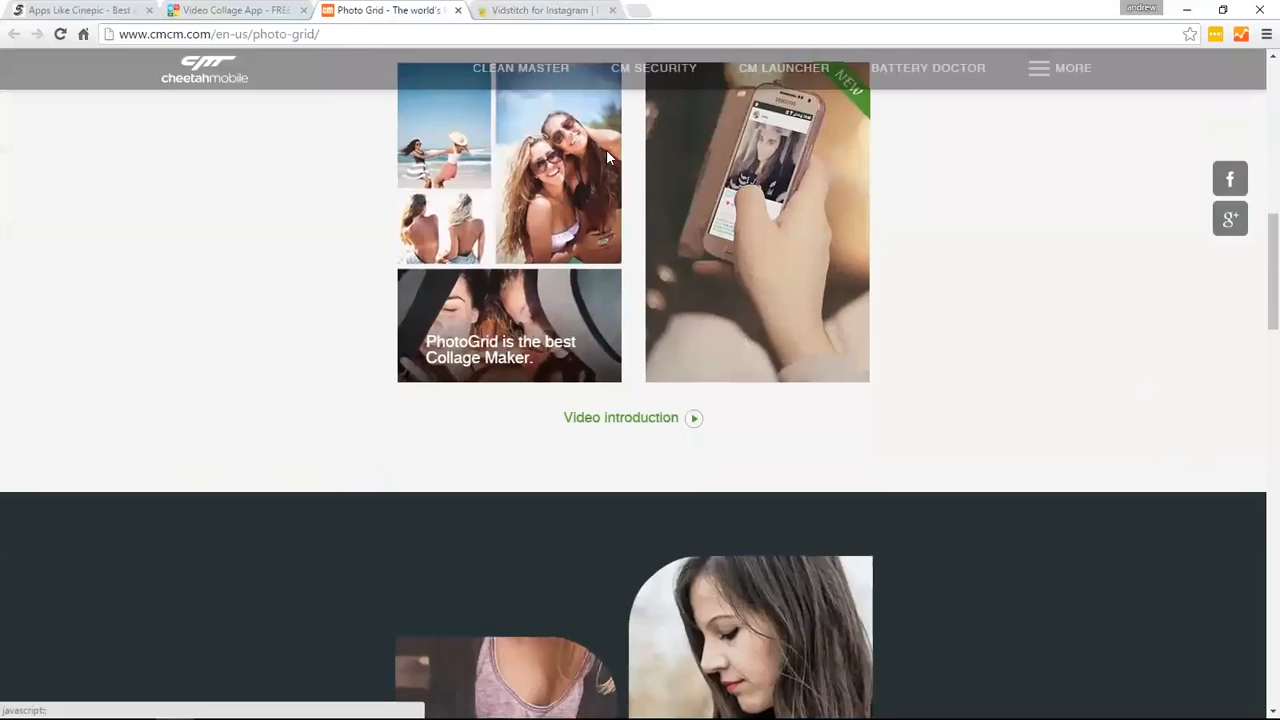 Apps Like Cinepic - Best
Video Collage App - FREE
Photo Grid - The world's
Vidstitch for Instagram |
andrew
www.cmcm.com/en-us/photo-grid/
cm
cheetahmobile
CLEAN MASTER
CM SECURITY
CM LAUNCHER
BATTERY DOCTOR
MORE
NEW
f
g+
PhotoGrid is the best
Collage Maker.
Video introduction
javascript:;